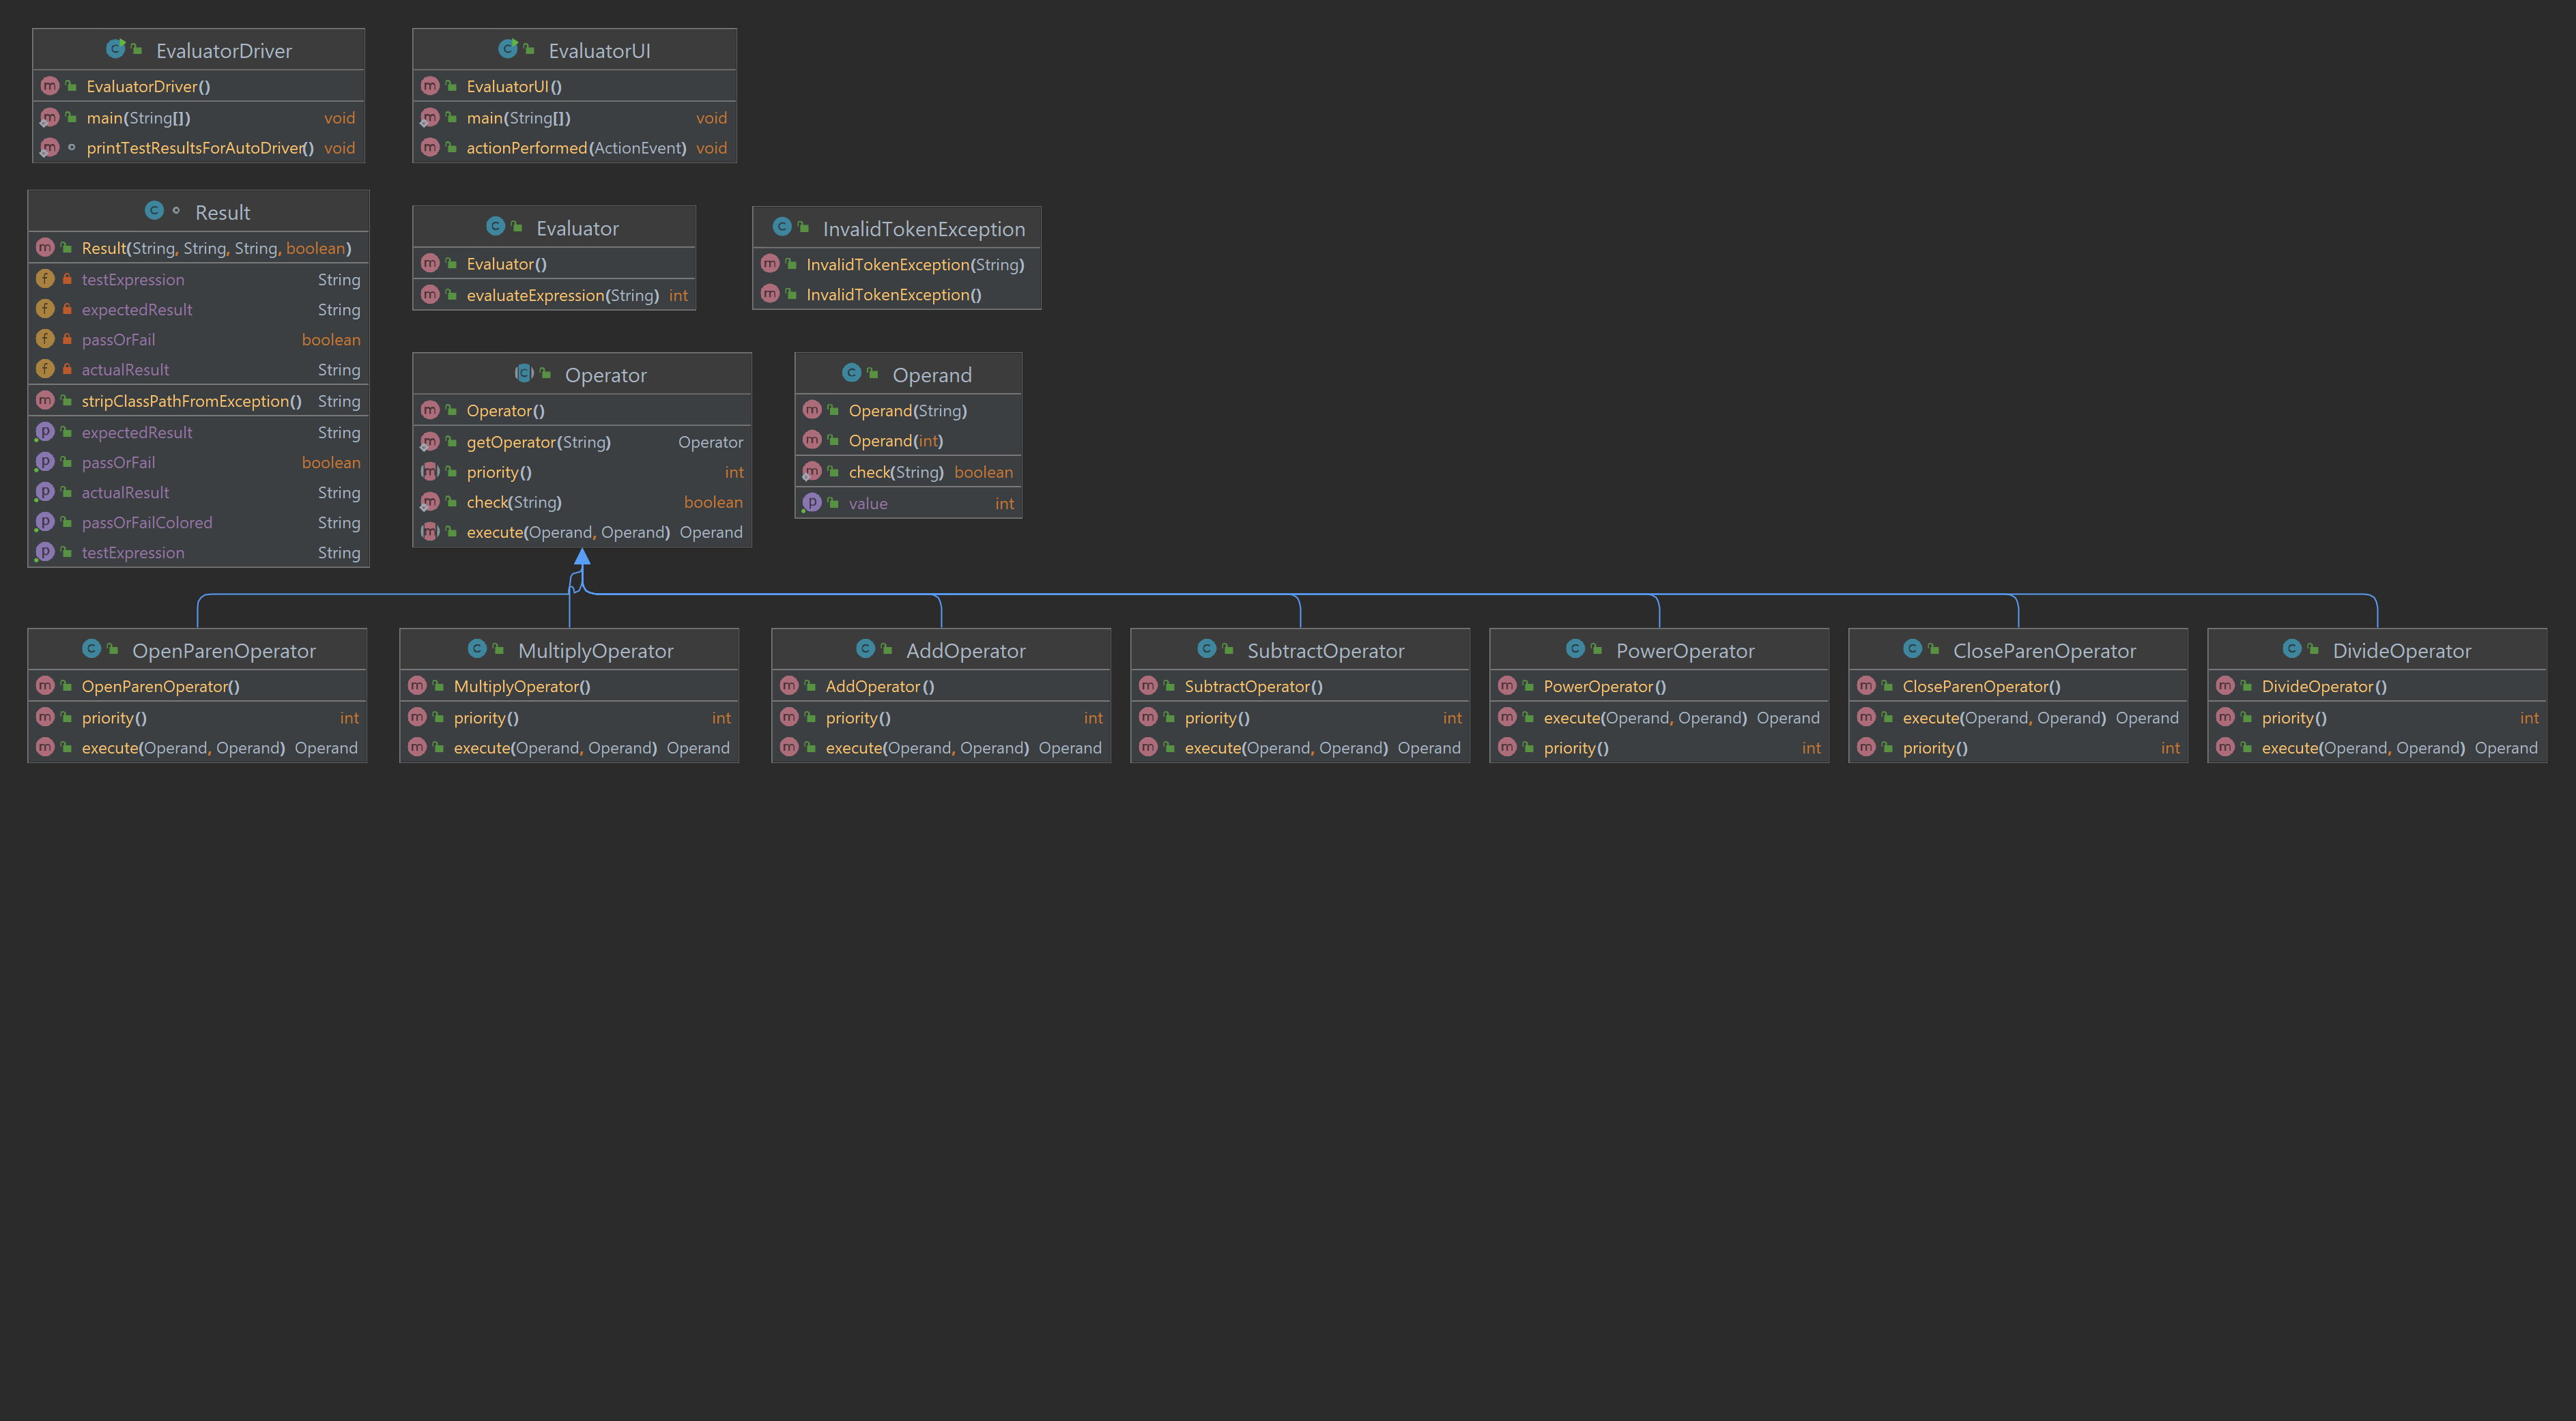 EvaluatorDriver
EvaluatorDriver()
main(String[]) void
printTestResultsForAutoDriver() void
EvaluatorUI
EvaluatorUI()
main(String[]) void
actionPerformed(ActionEvent) void
Result
Result(String, String, String, boolean)
testExpression String
expectedResult String
passOrFail boolean
actualResult String
stripClassPathFromException() String
expectedResult String
passOrFail boolean
actualResult String
passOrFailColored String
testExpression String
Evaluator
Evaluator()
evaluateExpression(String) int
InvalidTokenException
InvalidTokenException(String)
InvalidTokenException()
Operator
Operator()
getOperator(String) Operator
priority() int
check(String) boolean
execute(Operand, Operand) Operand
Operand
Operand(String)
Operand(int)
check(String) boolean
value int
OpenParenOperator
OpenParenOperator()
priority() int
execute(Operand, Operand) Operand
MultiplyOperator
MultiplyOperator()
priority() int
execute(Operand, Operand) Operand
AddOperator
AddOperator()
priority() int
execute(Operand, Operand) Operand
SubtractOperator
SubtractOperator()
priority() int
execute(Operand, Operand) Operand
PowerOperator
PowerOperator()
execute(Operand, Operand) Operand
priority() int
CloseParenOperator
CloseParenOperator()
execute(Operand, Operand) Operand
priority() int
DivideOperator
DivideOperator()
priority() int
execute(Operand, Operand) Operand